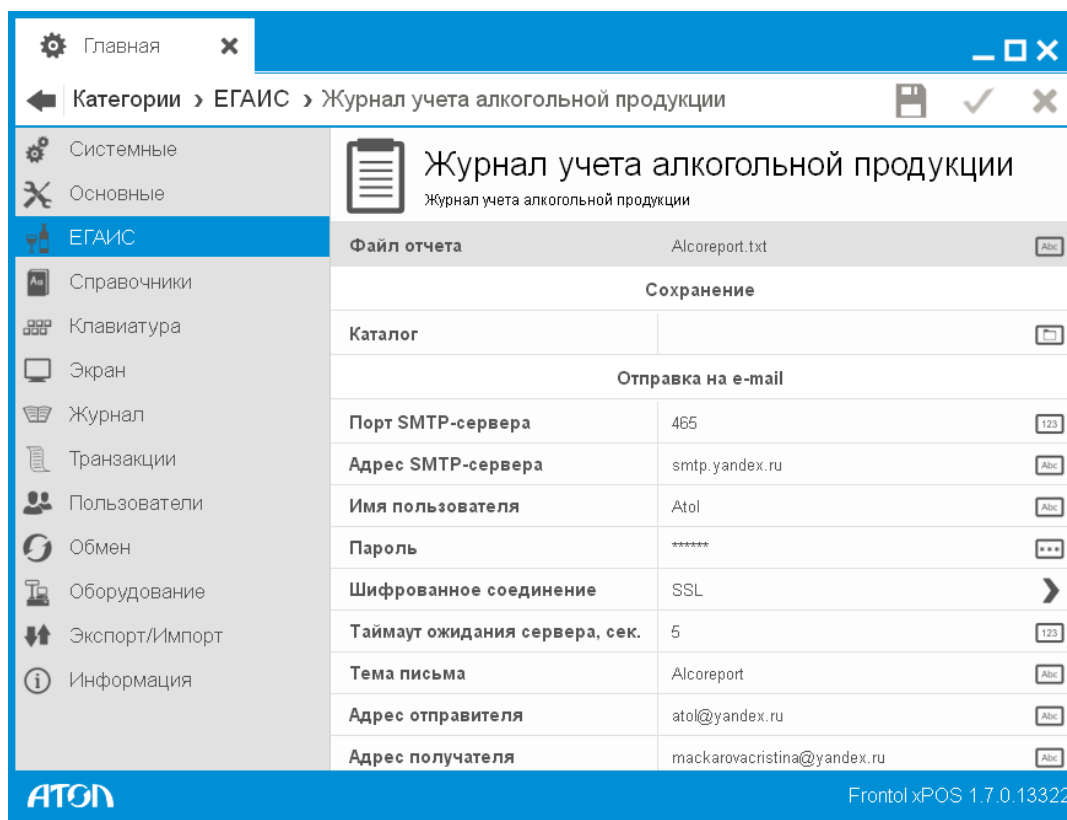 Главная
Категории › ЕГАИС › Журнал учета алкогольной продукции
Системные
Основные
ЕГАИС
Справочники
Клавиатура
Экран
Журнал
Транзакции
Пользователи
Обмен
Оборудование
Экспорт/Импорт
Информация
Журнал учета алкогольной продукции
Журнал учета алкогольной продукции
Файл отчета Alcoreport.txt Abc
Сохранение
Каталог
Отправка на e-mail
Порт SMTP-сервера 465 123
Адрес SMTP-сервера smtp.yandex.ru Abc
Имя пользователя Atol Abc
Пароль ******
Шифрованное соединение SSL
Таймаут ожидания сервера, сек. 5 123
Тема письма Alcoreport Abc
Адрес отправителя atol@yandex.ru Abc
Адрес получателя mackarovacristina@yandex.ru Abc
АТОЛ Frontol xPOS 1.7.0.13322